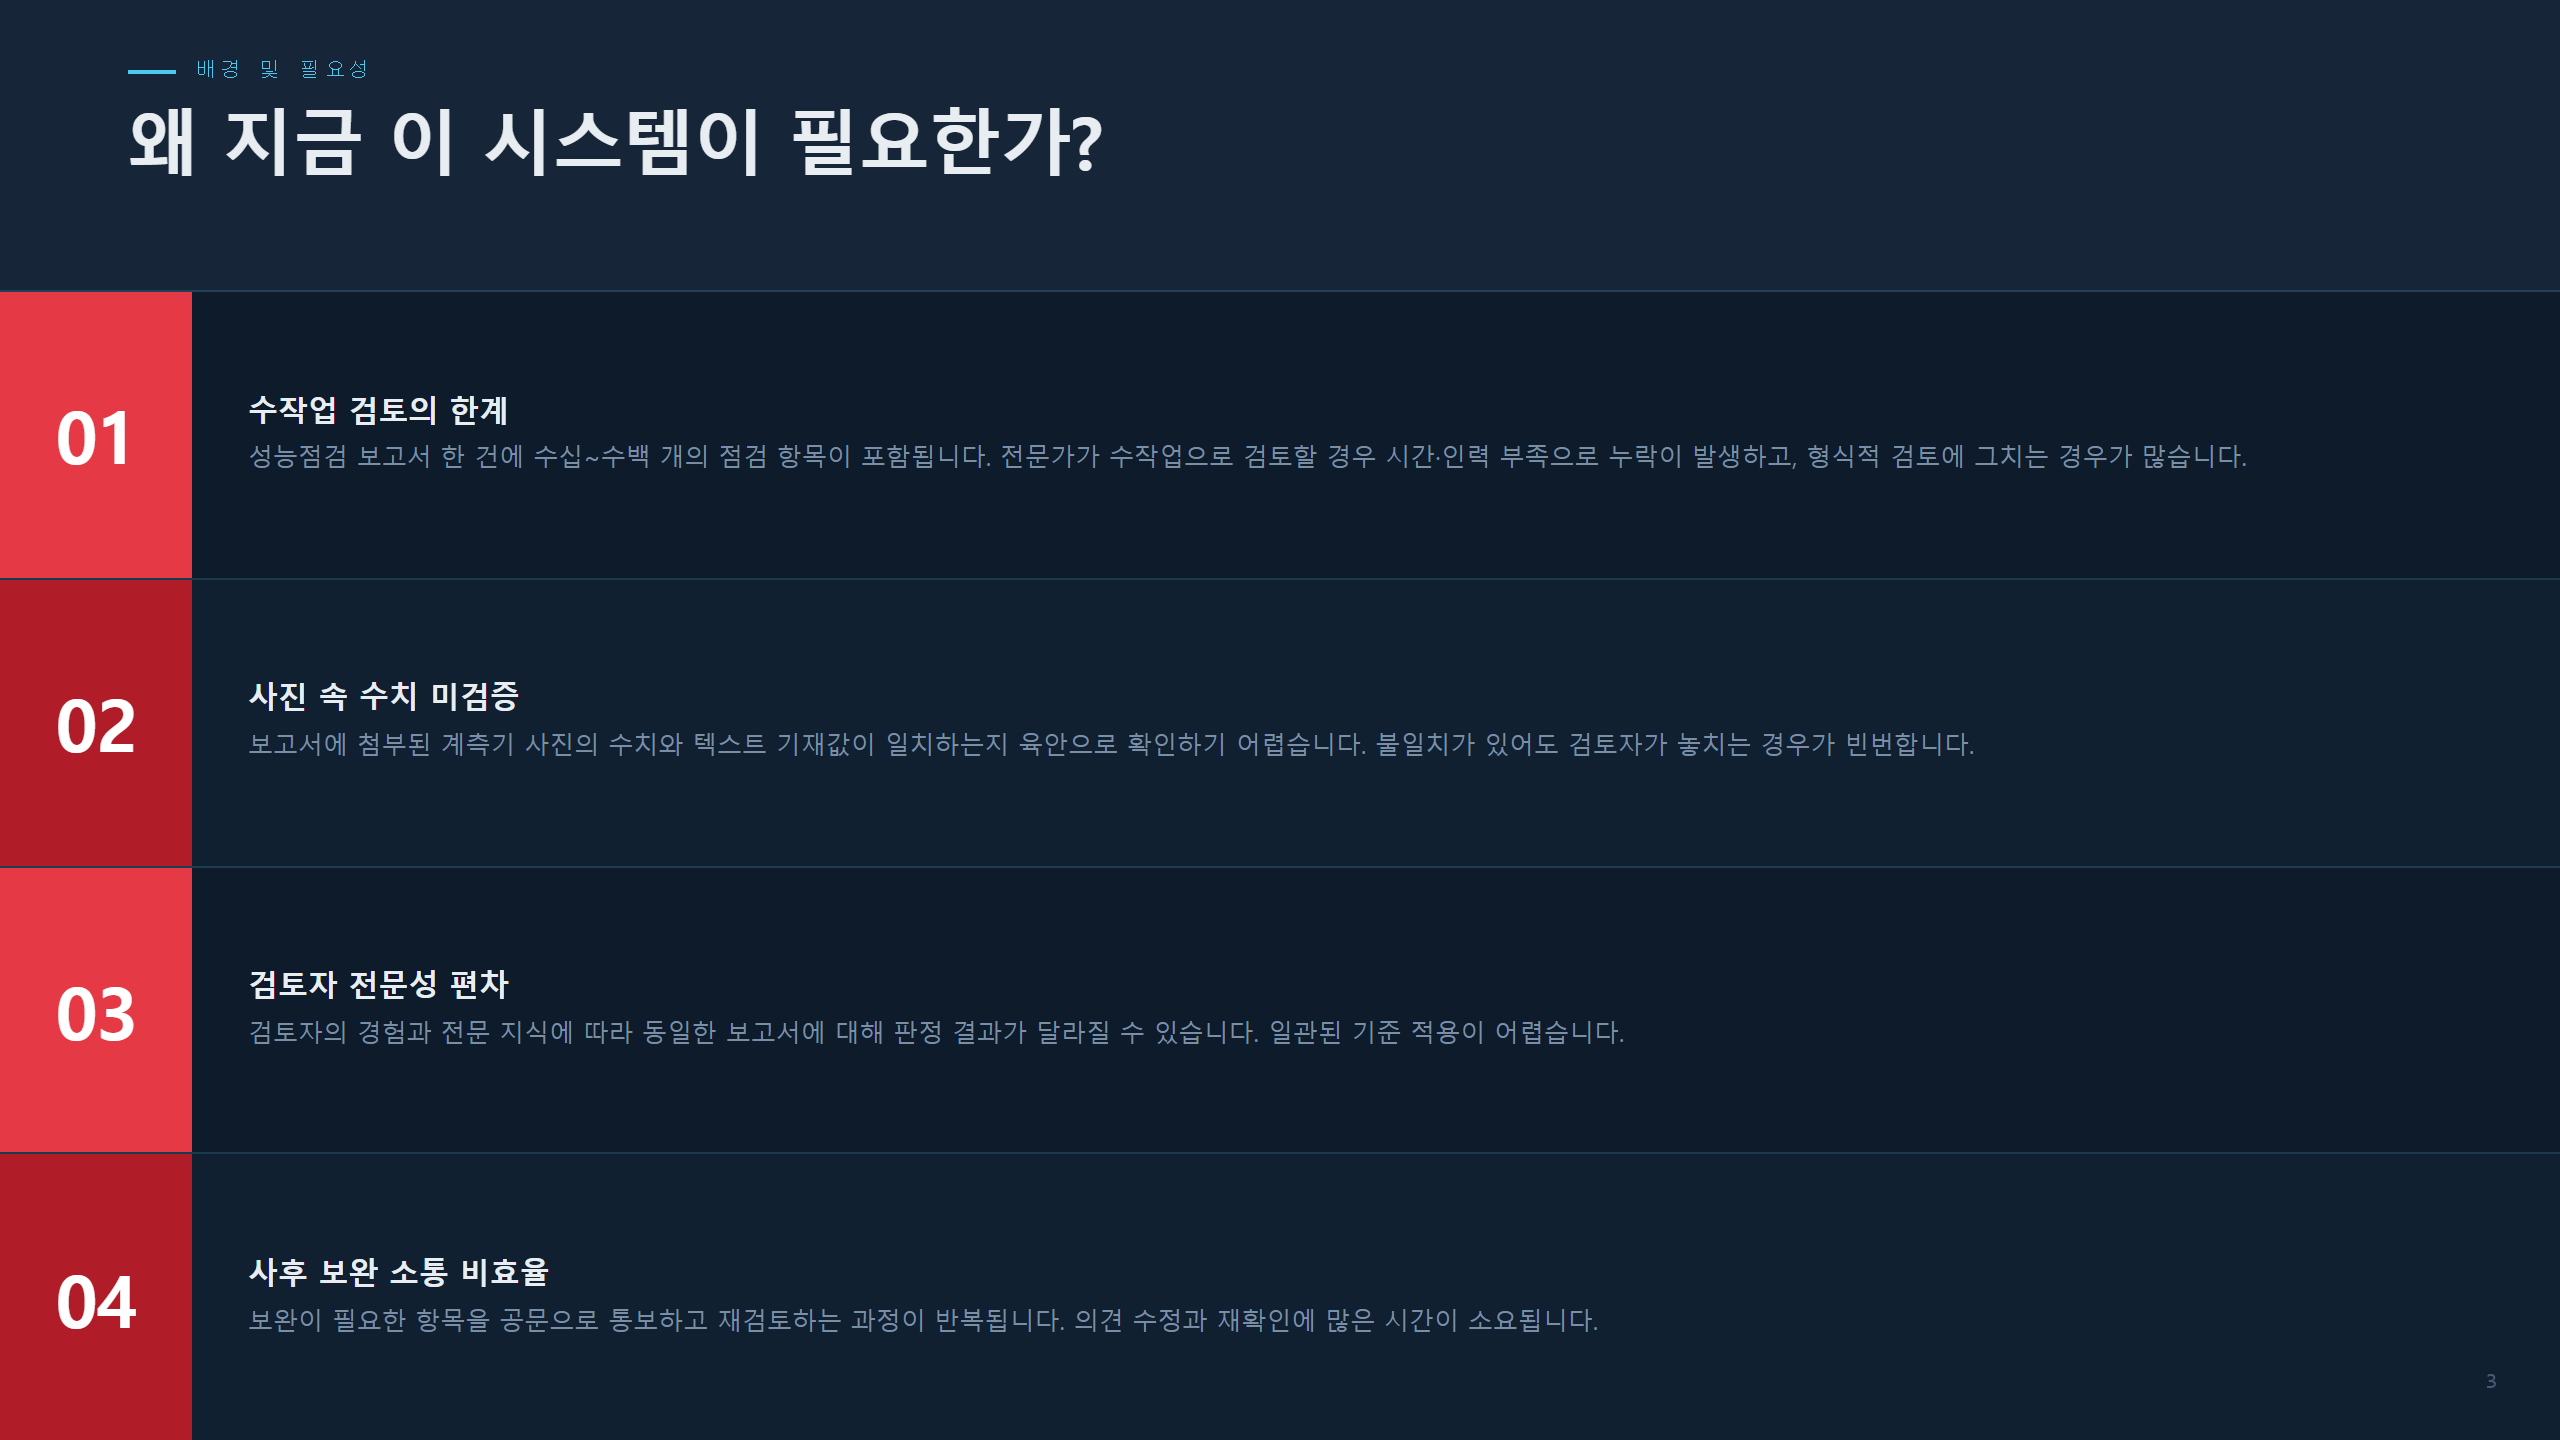 배경 및 필요성
왜 지금 이 시스템이 필요한가?
01
수작업 검토의 한계
성능점검 보고서 한 건에 수십~수백 개의 점검 항목이 포함됩니다. 전문가가 수작업으로 검토할 경우 시간·인력 부족으로 누락이 발생하고, 형식적 검토에 그치는 경우가 많습니다.
02
사진 속 수치 미검증
보고서에 첨부된 계측기 사진의 수치와 텍스트 기재값이 일치하는지 육안으로 확인하기 어렵습니다. 불일치가 있어도 검토자가 놓치는 경우가 빈번합니다.
03
검토자 전문성 편차
검토자의 경험과 전문 지식에 따라 동일한 보고서에 대해 판정 결과가 달라질 수 있습니다. 일관된 기준 적용이 어렵습니다.
04
사후 보완 소통 비효율
보완이 필요한 항목을 공문으로 통보하고 재검토하는 과정이 반복됩니다. 의견 수정과 재확인에 많은 시간이 소요됩니다.
3